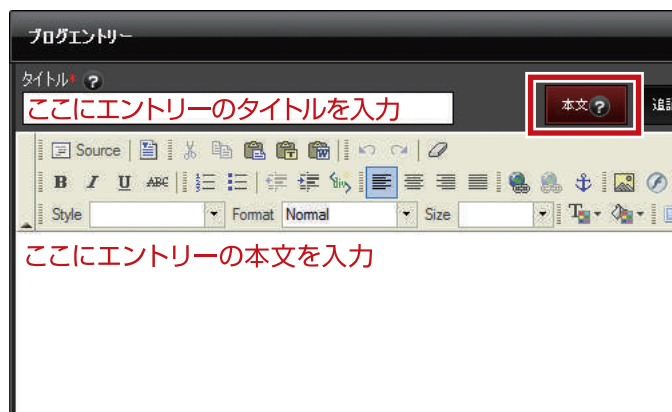 ブログエントリー
タイトル* ?
ここにエントリーのタイトルを入力
本文 ?
追記
Source
B I U ABC
Style Format Normal Size
ここにエントリーの本文を入力